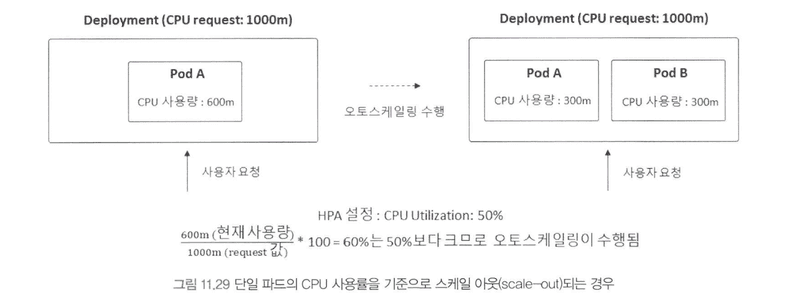 Deployment (CPU request: 1000m)
Deployment (CPU request: 1000m)
Pod A
CPU 사용량 : 600m
오토스케일링 수행
Pod A
CPU 사용량 : 300m
Pod B
CPU 사용량 : 300m
사용자 요청
사용자 요청
HPA 설정 : CPU Utilization: 50%
600m (현재사용량)
1000m (request 값)
* 100 = 60%는 50%보다 크므로 오토스케일링이 수행됨
그림 11.29 단일 파드의 CPU 사용률을 기준으로 스케일 아웃(scale-out)되는 경우